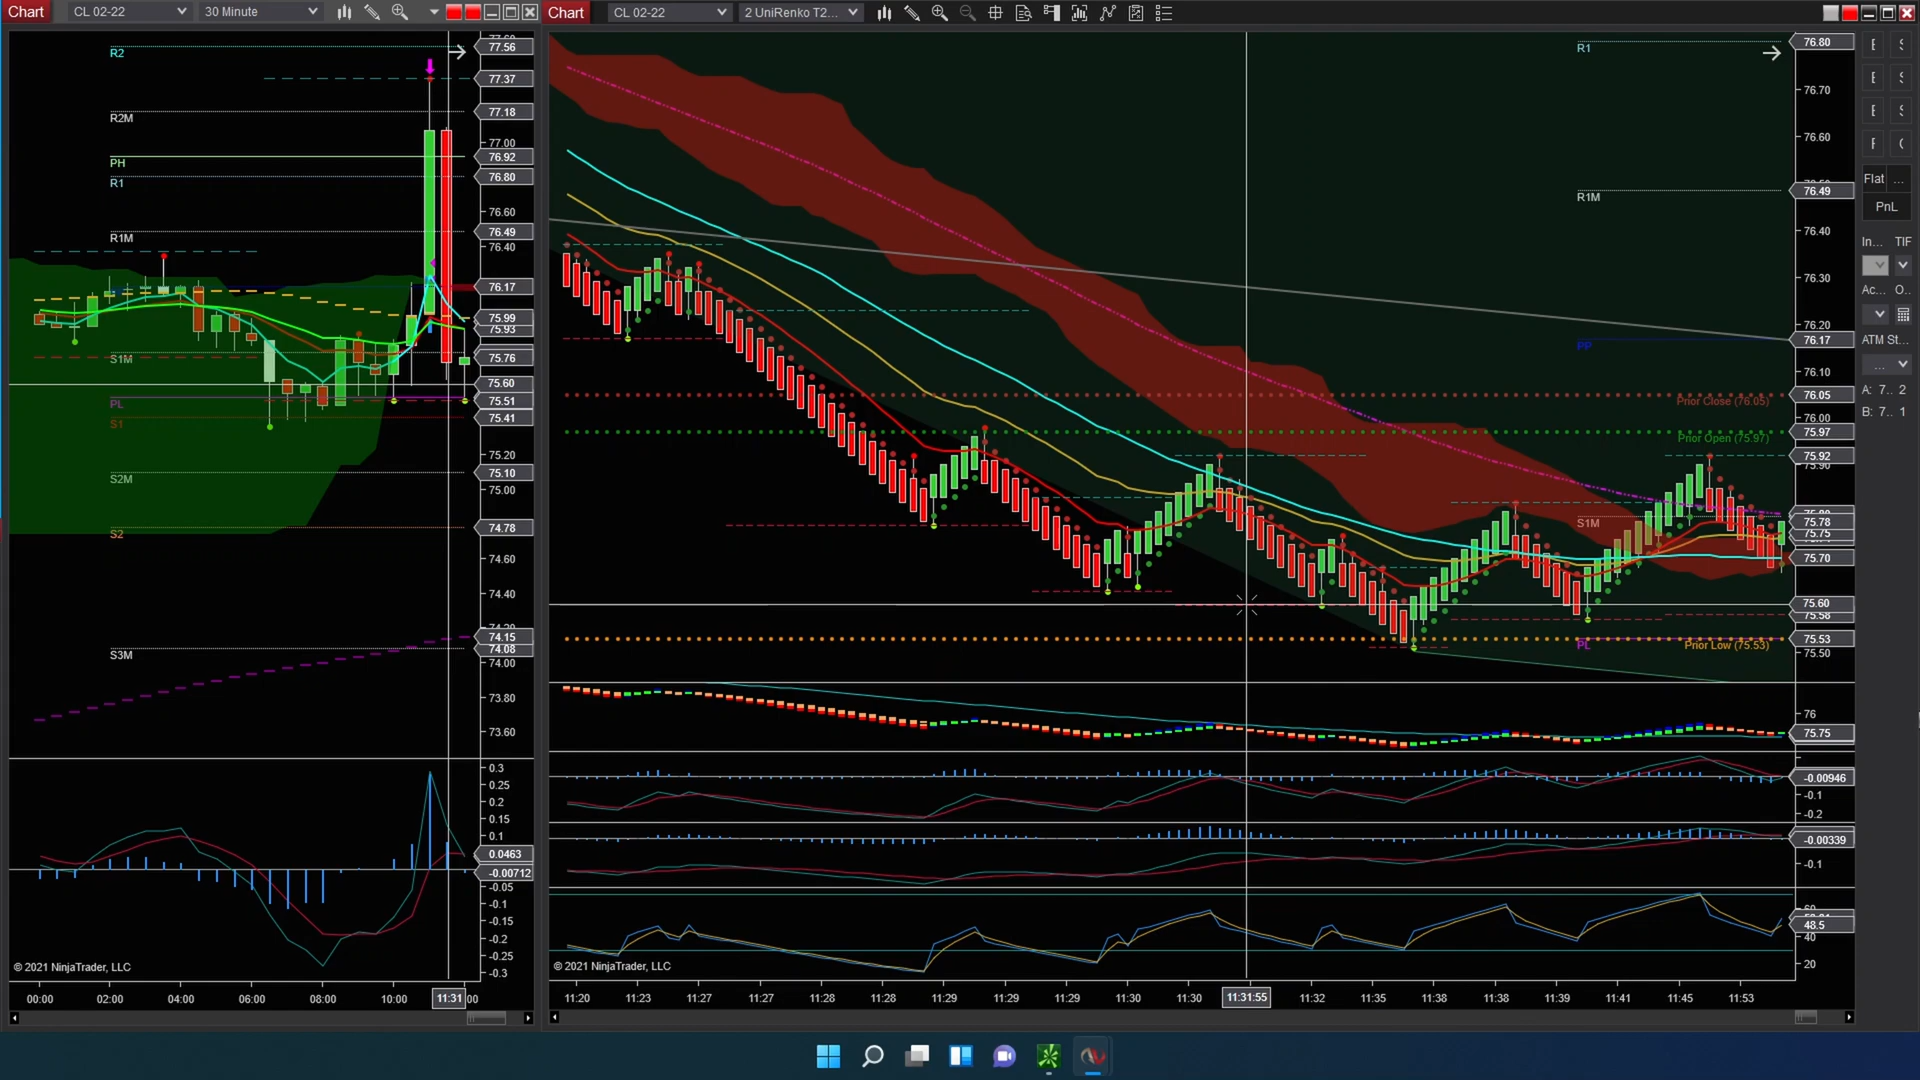 Chart
CL 02-22
30 Minute
Chart
CL 02-22
2 UniRenko T2...
R2
R2M
PH
R1
R1M
S1M
PL
S1
S2M
S2
S3M
77.56
77.37
77.18
77.00
76.92
76.80
76.60
76.49
76.40
76.17
75.99
75.93
75.76
75.60
75.51
75.41
75.20
75.10
75.00
74.78
74.60
74.40
74.15
74.08
74.00
73.80
73.60
0.3
0.25
0.2
0.15
0.1
0.0463
-0.00712
-0.05
-0.1
-0.15
-0.2
-0.25
-0.3
© 2021 NinjaTrader, LLC
00:00 02:00 04:00 06:00 08:00 10:00 11:31
R1
R1M
PP
Prior Close (76.05)
Prior Open (75.97)
S1M
PL
Prior Low (75.53)
76.80
76.70
76.60
76.49
76.40
76.30
76.20
76.17
76.10
76.05
76.00
75.97
75.92
75.90
75.78
75.75
75.70
75.60
75.53
75.50
76
75.75
-0.00946
-0.1
-0.2
-0.00339
-0.1
48.5
40
20
© 2021 NinjaTrader, LLC
11:20 11:23 11:27 11:27 11:28 11:28 11:29 11:29 11:29 11:30 11:30 11:31:55 11:32 11:35 11:38 11:38 11:39 11:41 11:45 11:53
Flat ...
PnL
In... TIF
Ac... O..
ATM St...
...
A: 7.. 2
B: 7.. 1